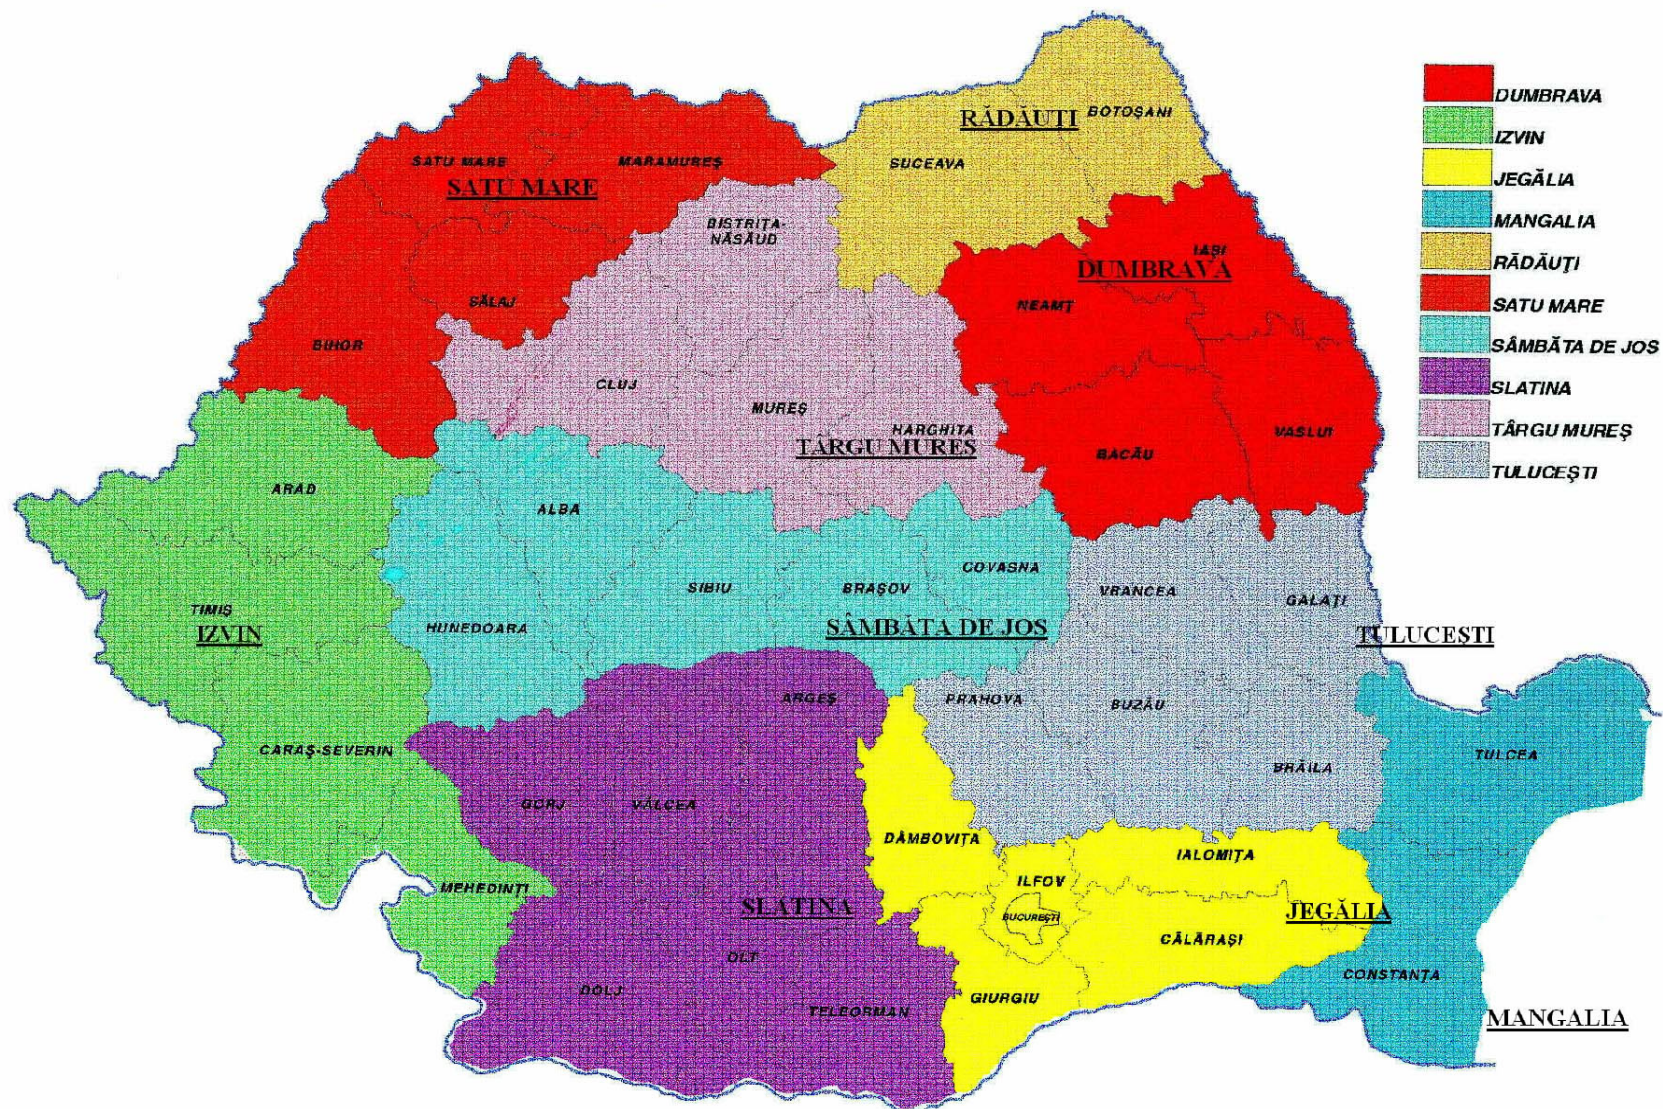 BOTOȘANI
RĂDĂUȚI
SUCEAVA
SATU MARE
MARAMUREȘ
SATU MARE
BISTRIȚA-
NĂSĂUD
IAȘI
DUMBRAVA
NEAMȚ
SĂLAJ
BIHOR
CLUJ
MUREȘ
HARGHITA
TÂRGU MURES
BACĂU
VASLUI
ARAD
ALBA
COVASNA
SIBIU
BRAȘOV
VRANCEA
GALAȚI
TIMIȘ
IZVIN
HUNEDOARA
SÂMBĂTA DE JOS
TULUCEȘTI
ARGEȘ
PRAHOVA
BUZĂU
CARAȘ-SEVERIN
TULCEA
BRĂILA
GORJ
VÂLCEA
DÂMBOVIȚA
IALOMIȚA
MEHEDINȚI
ILFOV
SLATINA
BUCUREȘTI
JEGĂLIA
CĂLĂRAȘI
OLT
CONSTANȚA
DOLJ
TELEORMAN
GIURGIU
MANGALIA
DUMBRAVA
IZVIN
JEGĂLIA
MANGALIA
RĂDĂUȚI
SATU MARE
SÂMBĂTA DE JOS
SLATINA
TÂRGU MUREȘ
TULUCEȘTI